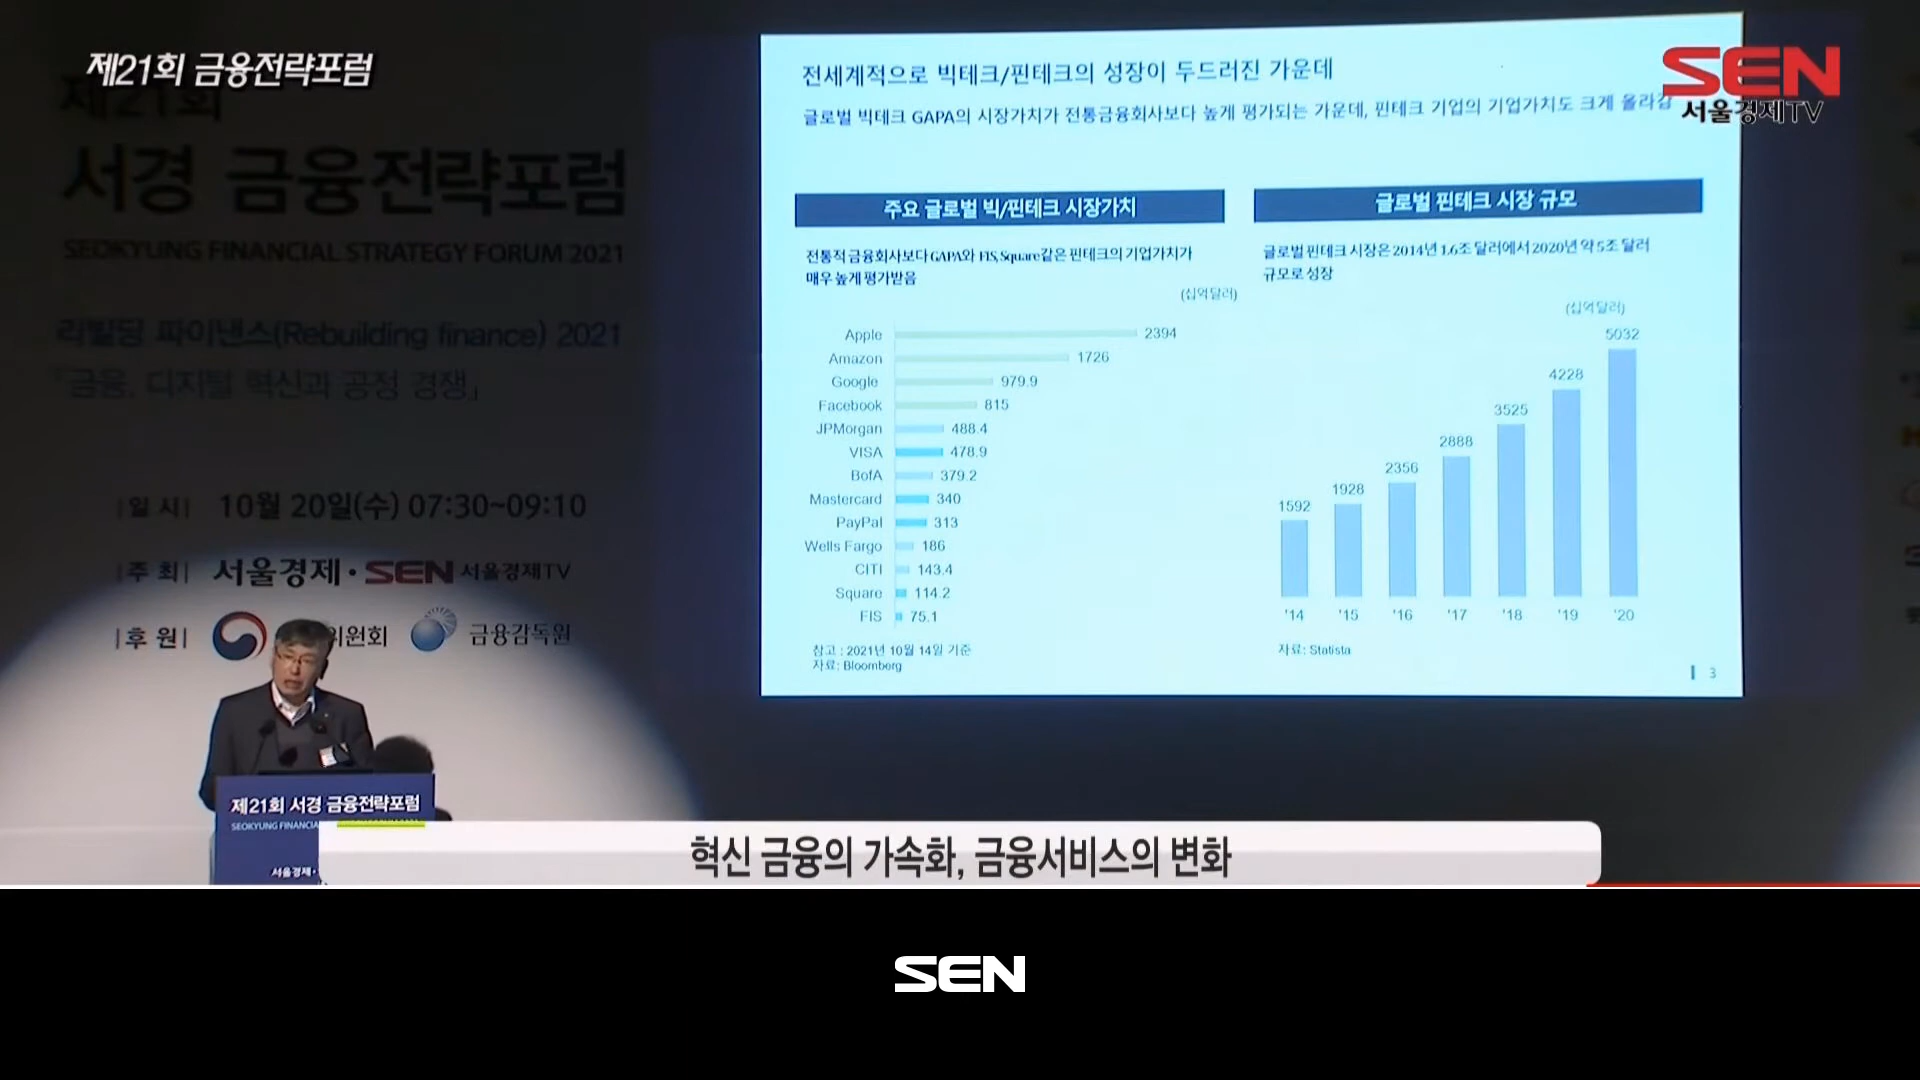 제21회 금융전략포럼
제21회
서경 금융전략포럼
SEOKYUNG FINANCIAL STRATEGY FORUM 2021
리빌딩 파이낸스(Rebuilding finance) 2021
「금융, 디지털 혁신과 공정 경쟁」
|일 시| 10월 20일(수) 07:30~09:10
|주 최| 서울경제·SEN 서울경제TV
|후 원| 위원회 금융감독원
제21회 서경 금융전략포럼
SEOKYUNG FINANCIA
서울경제·
SEN
서울경제TV
전세계적으로 빅테크/핀테크의 성장이 두드러진 가운데
글로벌 빅테크 GAPA의 시장가치가 전통금융회사보다 높게 평가되는 가운데, 핀테크 기업의 기업가치도 크게 올라감
주요 글로벌 빅/핀테크 시장가치
전통적 금융회사보다 GAPA와 FIS, Square같은 핀테크의 기업가치가
매우 높게 평가받음
(십억달러)
Apple 2394
Amazon 1726
Google 979.9
Facebook 815
JPMorgan 488.4
VISA 478.9
BofA 379.2
Mastercard 340
PayPal 313
Wells Fargo 186
CITI 143.4
Square 114.2
FIS 75.1
참고 : 2021년 10월 14일 기준
자료: Bloomberg
글로벌 핀테크 시장 규모
글로벌 핀테크 시장은 2014년 1.6조 달러에서 2020년 약 5조 달러
규모로 성장
(십억달러)
1592 1928 2356 2888 3525 4228 5032
'14 '15 '16 '17 '18 '19 '20
자료: Statista
3
혁신 금융의 가속화, 금융서비스의 변화
SEN